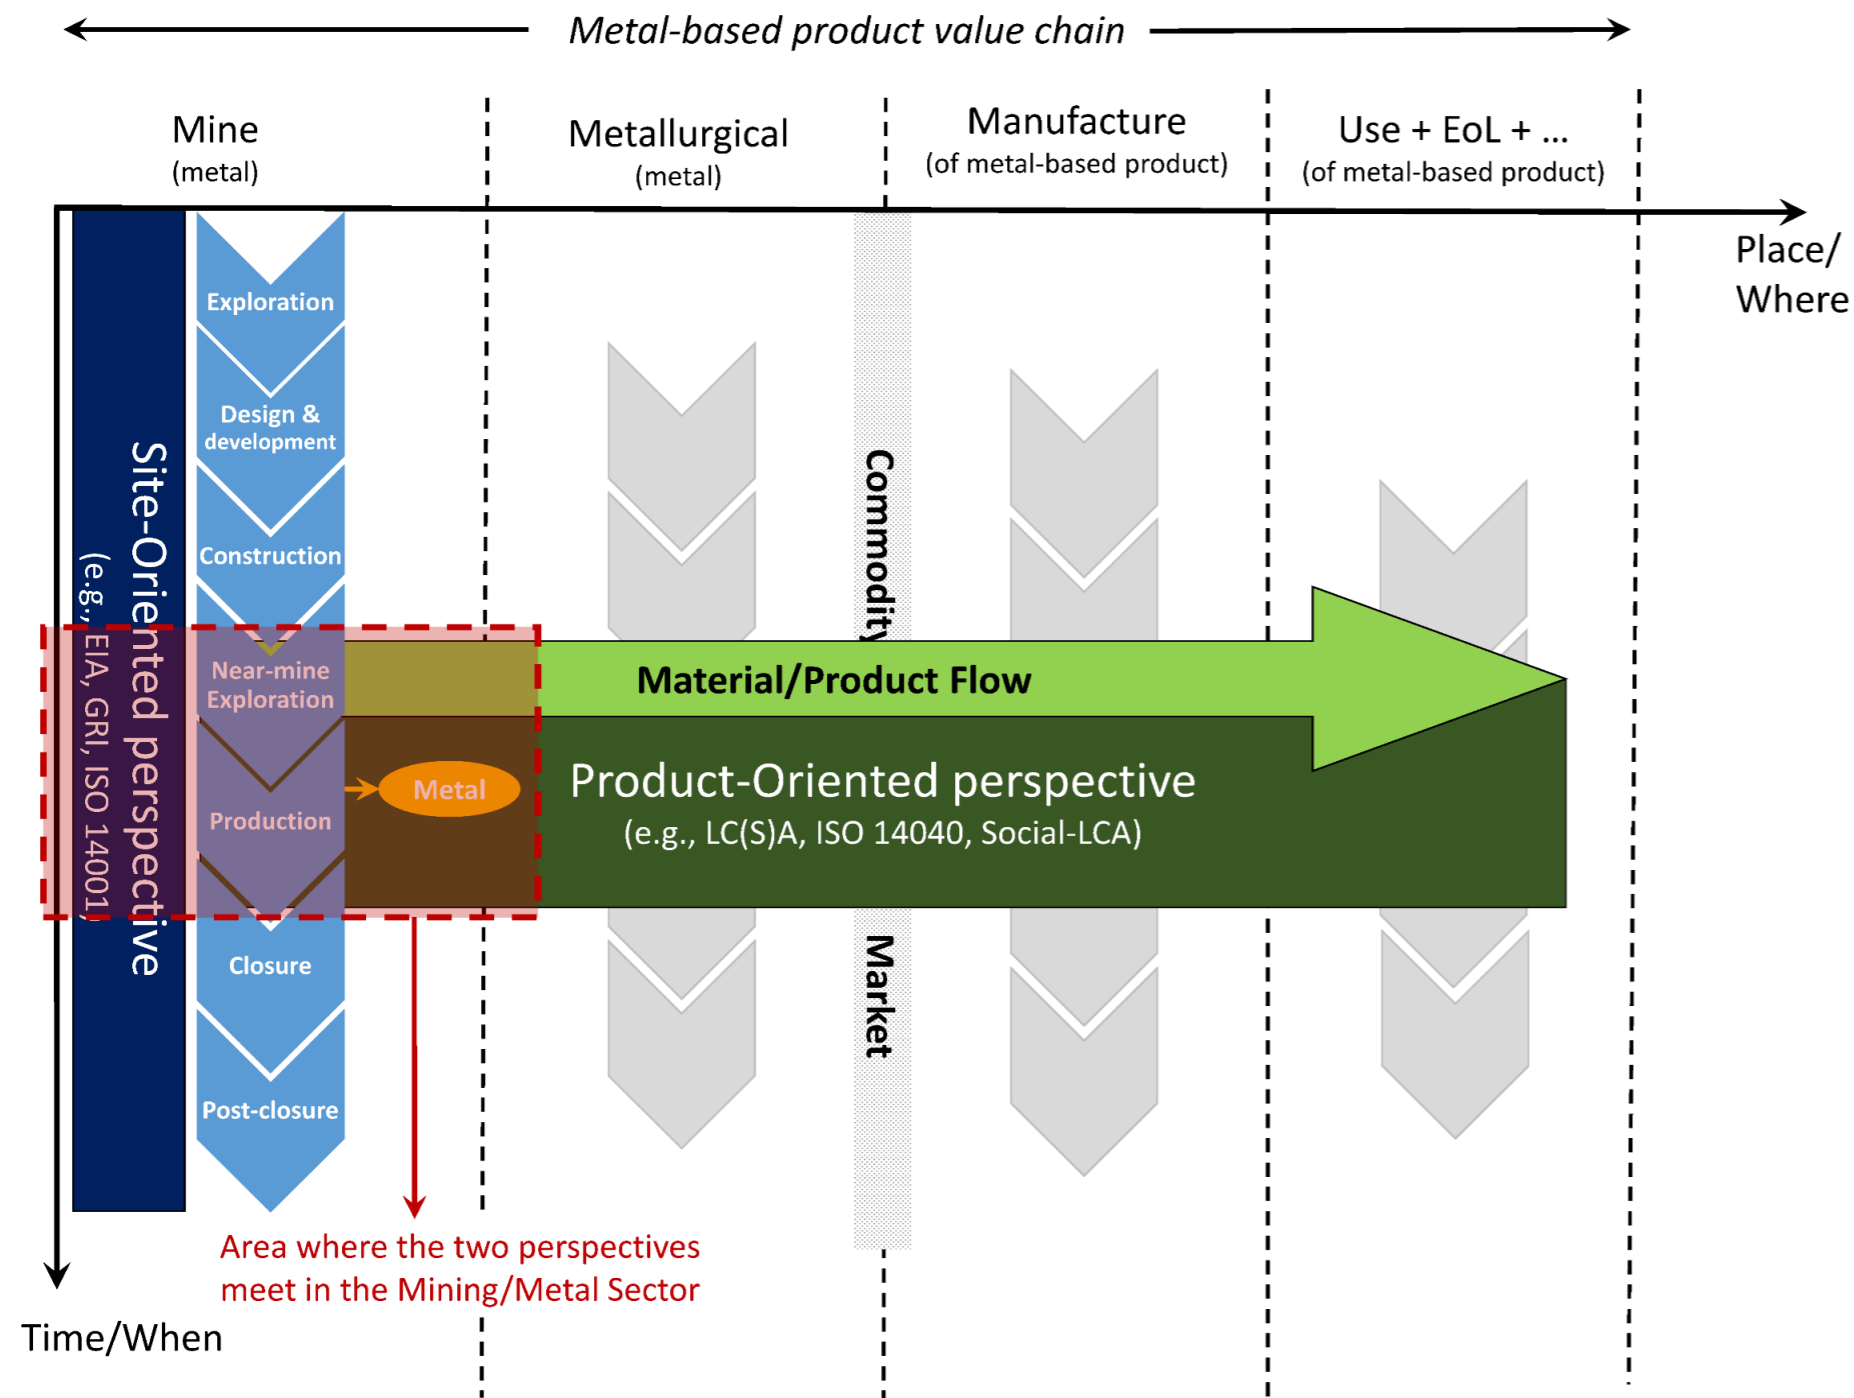 Metal-based product value chain
Mine
(metal)
Metallurgical
(metal)
Manufacture
(of metal-based product)
Use + EoL + ...
(of metal-based product)
Place/
Where
Exploration
Design &
development
Construction
Near-mine
Exploration
Production
Closure
Post-closure
Site-Oriented perspective
(e.g., EIA, GRI, ISO 14001)
Metal
Commodity
Market
Material/Product Flow
Product-Oriented perspective
(e.g., LC(S)A, ISO 14040, Social-LCA)
Area where the two perspectives
meet in the Mining/Metal Sector
Time/When